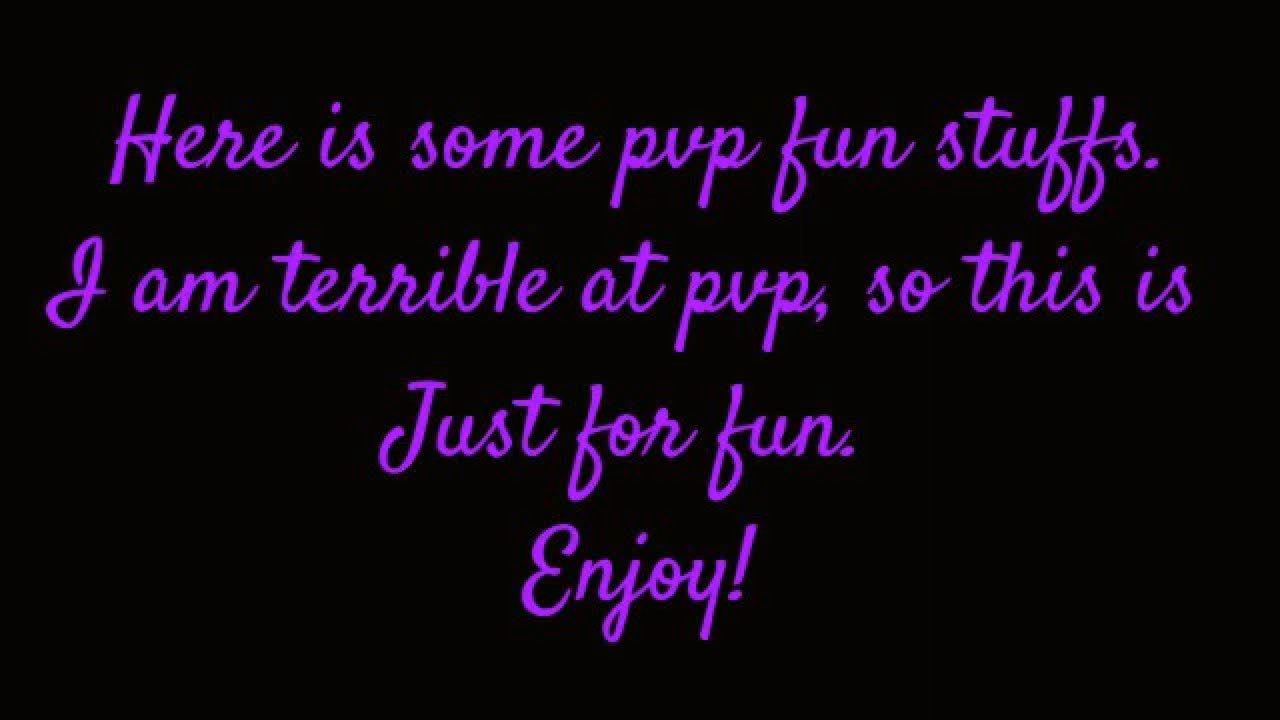 Here is some pvp fun stuffs.
I am terrible at pvp, so this is
Just for fun.
Enjoy!